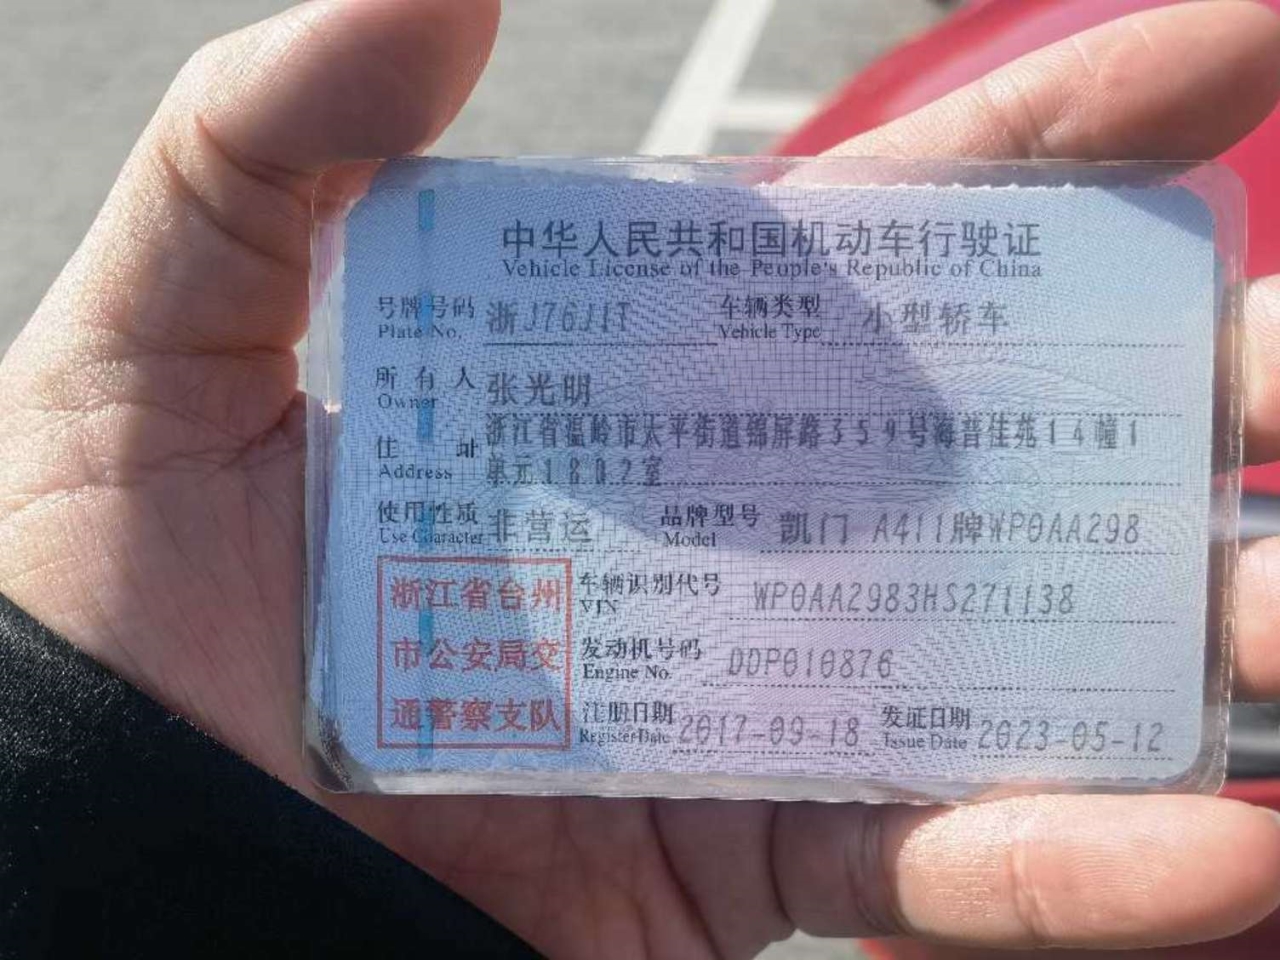 中华人民共和国机动车行驶证
Vehicle License of the People's Republic of China
号牌号码 浙J76J1T 车辆类型 小型轿车
Plate No. Vehicle Type
所有人 张光明
Owner
住址 浙江省温岭市太平街道锦屏路359号海普佳苑14幢1
Address 单元1802室
使用性质 非营运 品牌型号 凯门 A411牌WP0AA298
Use Character Model
浙江省台州 车辆识别代号 WP0AA2983HS271138
VIN
市公安局交 发动机号码 DDP010876
Engine No.
通警察支队 注册日期 2017-09-18 发证日期 2023-05-12
Register Date Issue Date